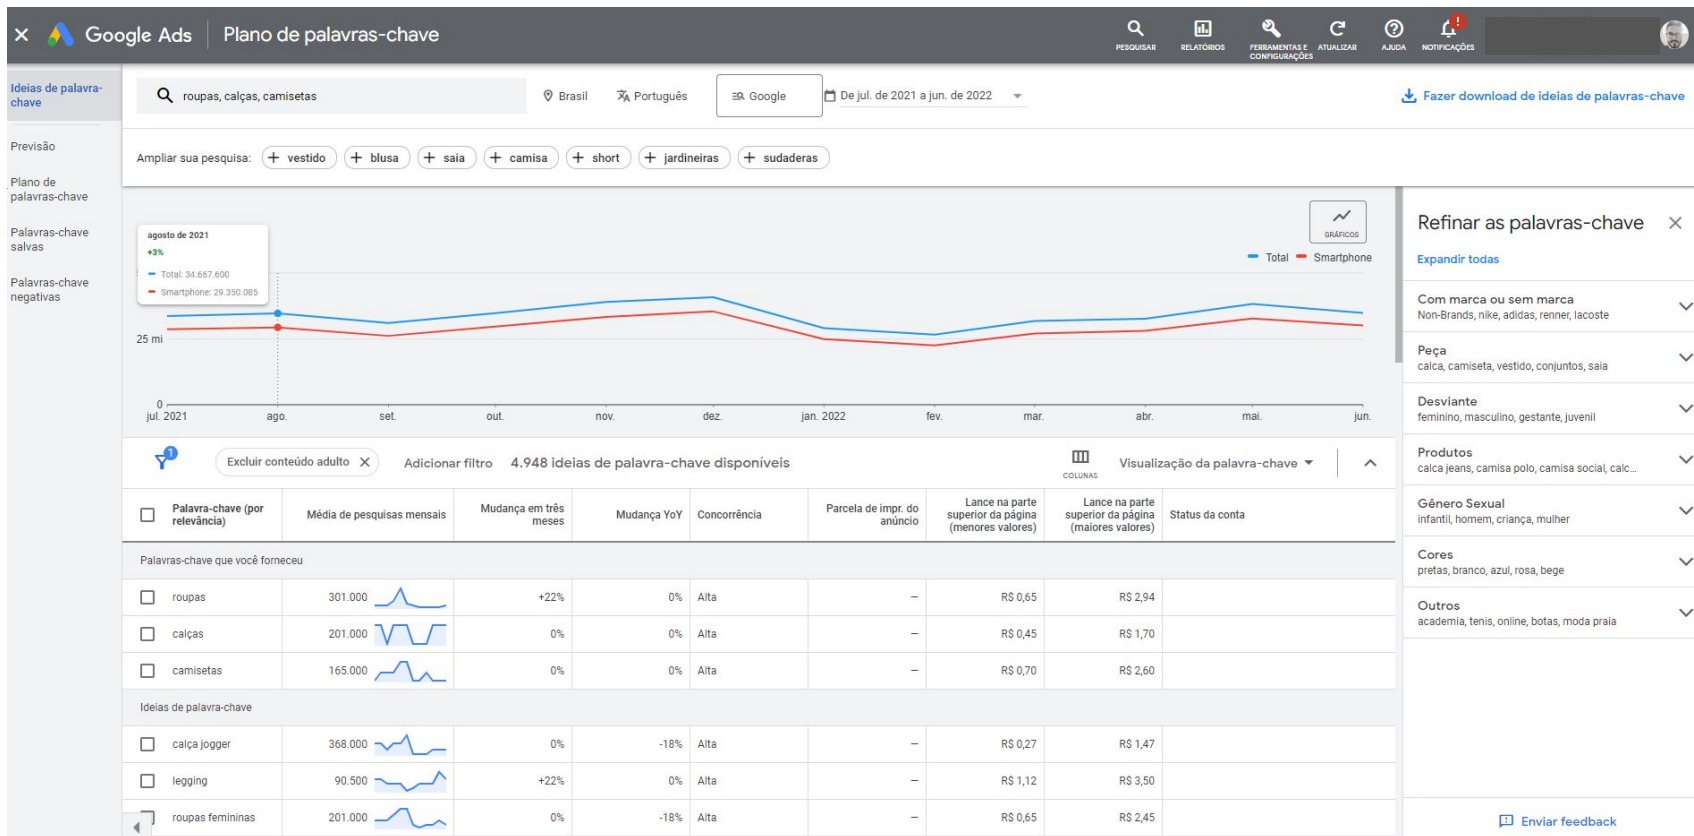 Google Ads
Plano de palavras-chave
PESQUISAR
RELATÓRIOS
FERRAMENTAS E
CONFIGURAÇÕES
ATUALIZAR
AJUDA
!
NOTIFICAÇÕES
Ideias de palavra-
chave
Previsão
Plano de
palavras-chave
Palavras-chave
salvas
Palavras-chave
negativas
roupas, calças, camisetas
Brasil
Português
Google
De jul. de 2021 a jun. de 2022
Fazer download de ideias de palavras-chave
Ampliar sua pesquisa:
+ vestido
+ blusa
+ saia
+ camisa
+ short
+ jardineiras
+ sudaderas
agosto de 2021
+3%
Total: 34.667.600
Smartphone: 29.350.085
GRÁFICOS
Total
Smartphone
25 mi
0
jul. 2021
ago.
set.
out.
nov.
dez.
jan. 2022
fev.
mar.
abr.
mai.
jun.
1
Excluir conteúdo adulto
Adicionar filtro
4.948 ideias de palavra-chave disponíveis
COLUNAS
Visualização da palavra-chave
Palavra-chave (por
relevância)
Média de pesquisas mensais
Mudança em três
meses
Mudança YoY
Concorrência
Parcela de impr. do
anúncio
Lance na parte
superior da página
(menores valores)
Lance na parte
superior da página
(maiores valores)
Status da conta
Palavras-chave que você forneceu
roupas 301.000 +22% 0% Alta – R$ 0,65 R$ 2,94
calças 201.000 0% 0% Alta – R$ 0,45 R$ 1,70
camisetas 165.000 0% 0% Alta – R$ 0,70 R$ 2,60
Ideias de palavra-chave
calça jogger 368.000 0% -18% Alta – R$ 0,27 R$ 1,47
legging 90.500 +22% 0% Alta – R$ 1,12 R$ 3,50
roupas femininas 201.000 0% -18% Alta – R$ 0,65 R$ 2,45
Refinar as palavras-chave
Expandir todas
Com marca ou sem marca
Non-Brands, nike, adidas, renner, lacoste
Peça
calca, camiseta, vestido, conjuntos, saia
Desviante
feminino, masculino, gestante, juvenil
Produtos
calca jeans, camisa polo, camisa social, calc...
Gênero Sexual
infantil, homem, criança, mulher
Cores
pretas, branco, azul, rosa, bege
Outros
academia, tenis, online, botas, moda praia
Enviar feedback